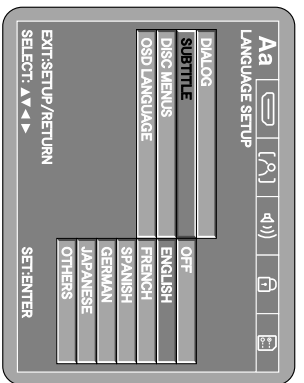 Aa
LANGUAGE SETUP
DIALOG
SUBTITLE
DISC MENUS
OSD LANGUAGE
OFF
ENGLISH
FRENCH
SPANISH
GERMAN
JAPANESE
OTHERS
EXIT:SETUP/RETURN
SELECT: ▲▼◀▶
SET:ENTER